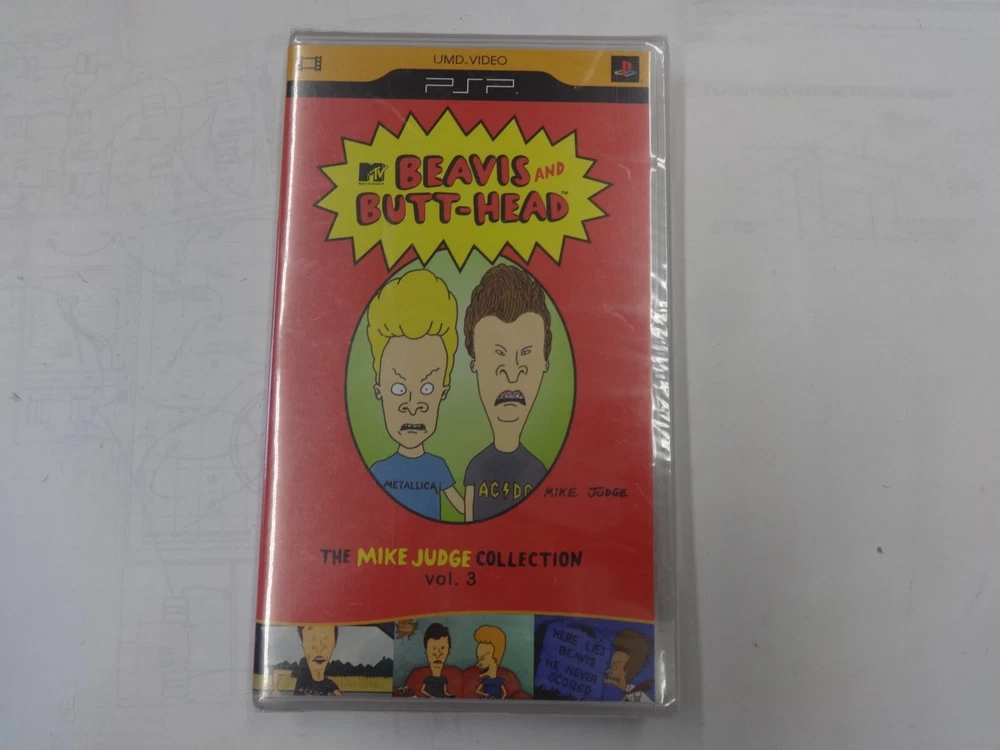 UMD VIDEO
PSP
MTV
BEAVIS AND
BUTT-HEAD™
METALLICA
AC⚡DC
MIKE JUDGE
THE MIKE JUDGE COLLECTION
vol. 3
HERE LIES
BEAVIS
HE NEVER
SCORED